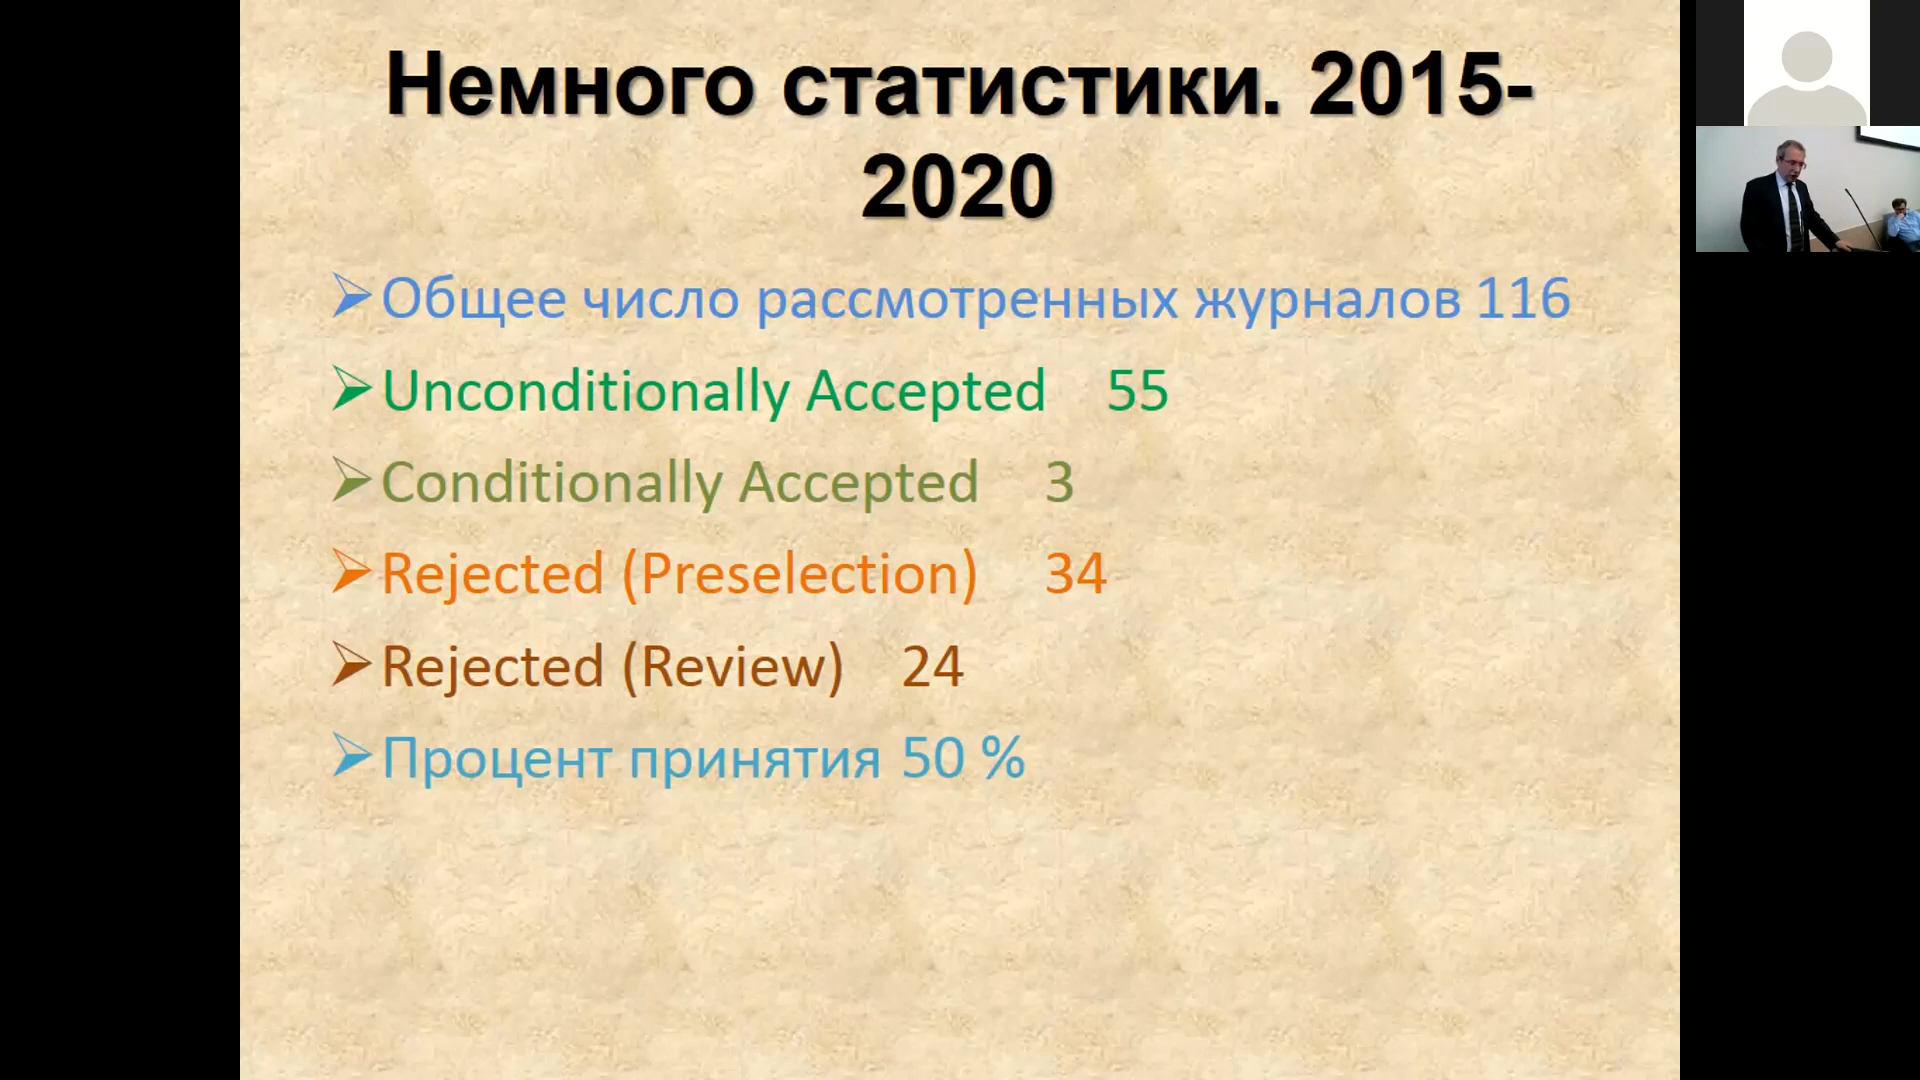 Немного статистики. 2015-
2020
Общее число рассмотренных журналов 116
Unconditionally Accepted 55
Conditionally Accepted 3
Rejected (Preselection) 34
Rejected (Review) 24
Процент принятия 50 %